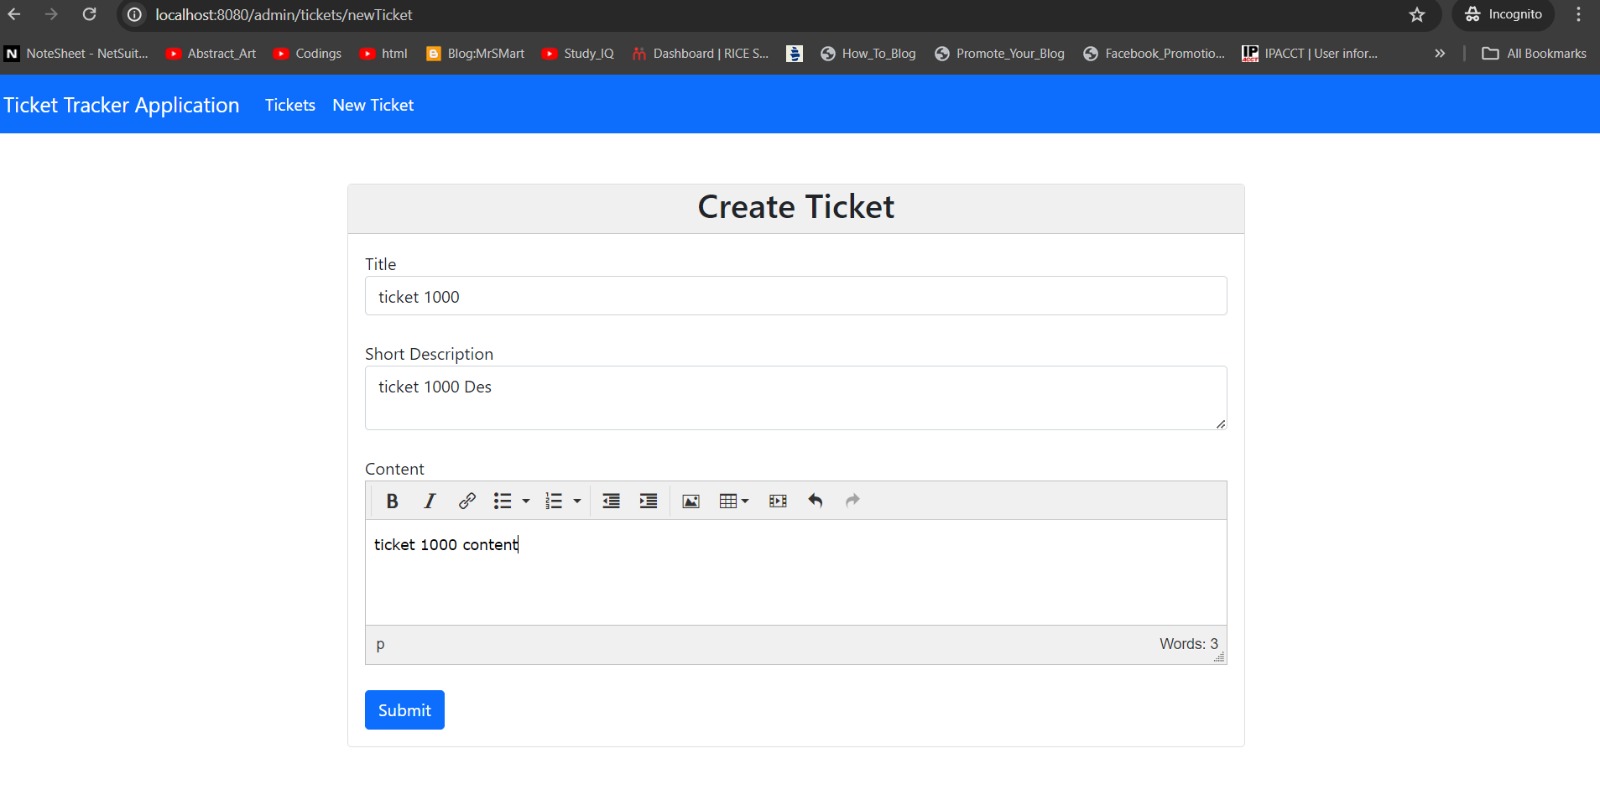 localhost:8080/admin/tickets/newTicket Incognito
N NoteSheet - NetSuit... Abstract_Art Codings html Blog:MrSMart Study_IQ Dashboard | RICE S... How_To_Blog Promote_Your_Blog Facebook_Promotio... IP ACCT IPACCT | User infor... » All Bookmarks
Ticket Tracker Application Tickets New Ticket
Create Ticket
Title
ticket 1000
Short Description
ticket 1000 Des
Content
B I
ticket 1000 content
p Words: 3
Submit